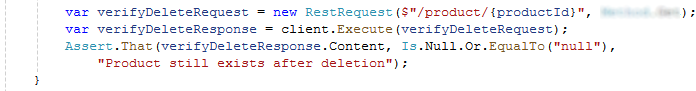 var verifyDeleteRequest = new RestRequest($"/product/{productId}", );
var verifyDeleteResponse = client.Execute(verifyDeleteRequest);
Assert.That(verifyDeleteResponse.Content, Is.Null.Or.EqualTo("null"),
"Product still exists after deletion");
}